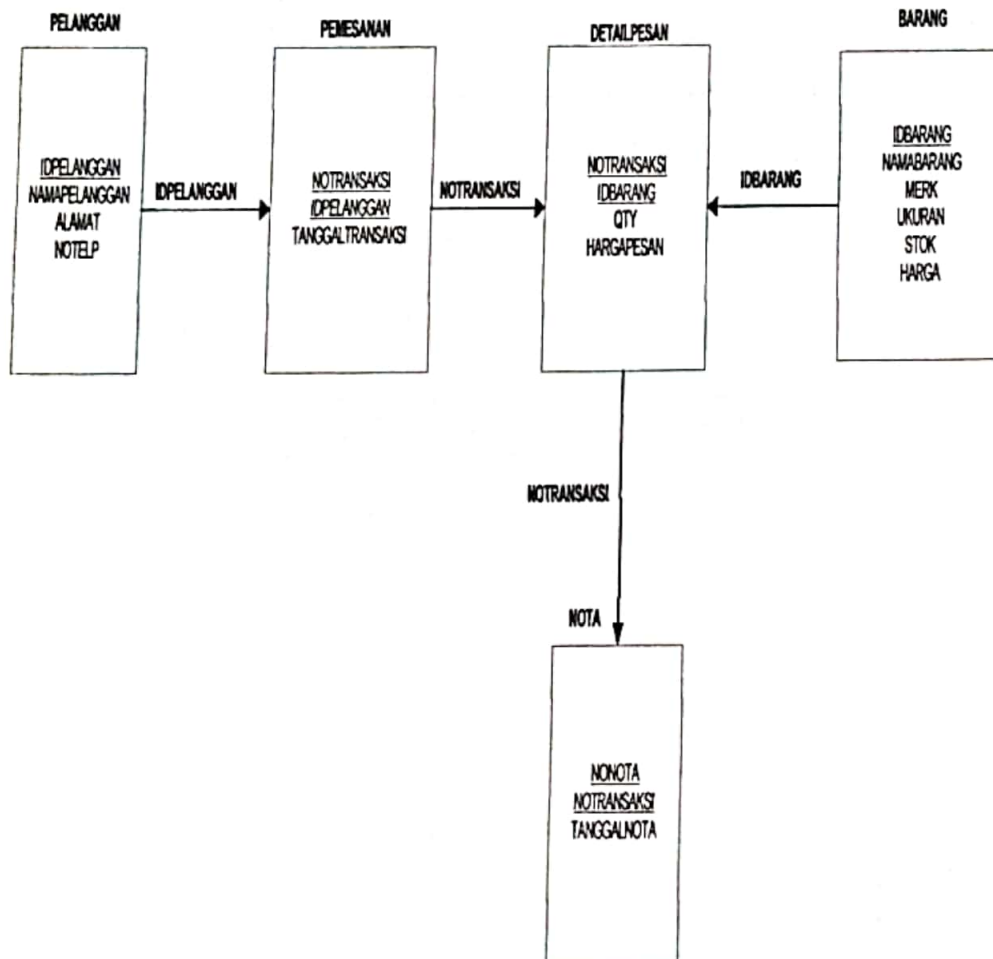 PELANGGAN
IDPELANGGAN
NAMAPELANGGAN
ALAMAT
NOTELP
IDPELANGGAN
PEMESANAN
NOTRANSAKSI
IDPELANGGAN
TANGGALTRANSAKSI
NOTRANSAKSI
DETAILPESAN
NOTRANSAKSI
IDBARANG
QTY
HARGAPESAN
IDBARANG
BARANG
IDBARANG
NAMABARANG
MERK
UKURAN
STOK
HARGA
NOTRANSAKSI
NOTA
NONOTA
NOTRANSAKSI
TANGGALNOTA